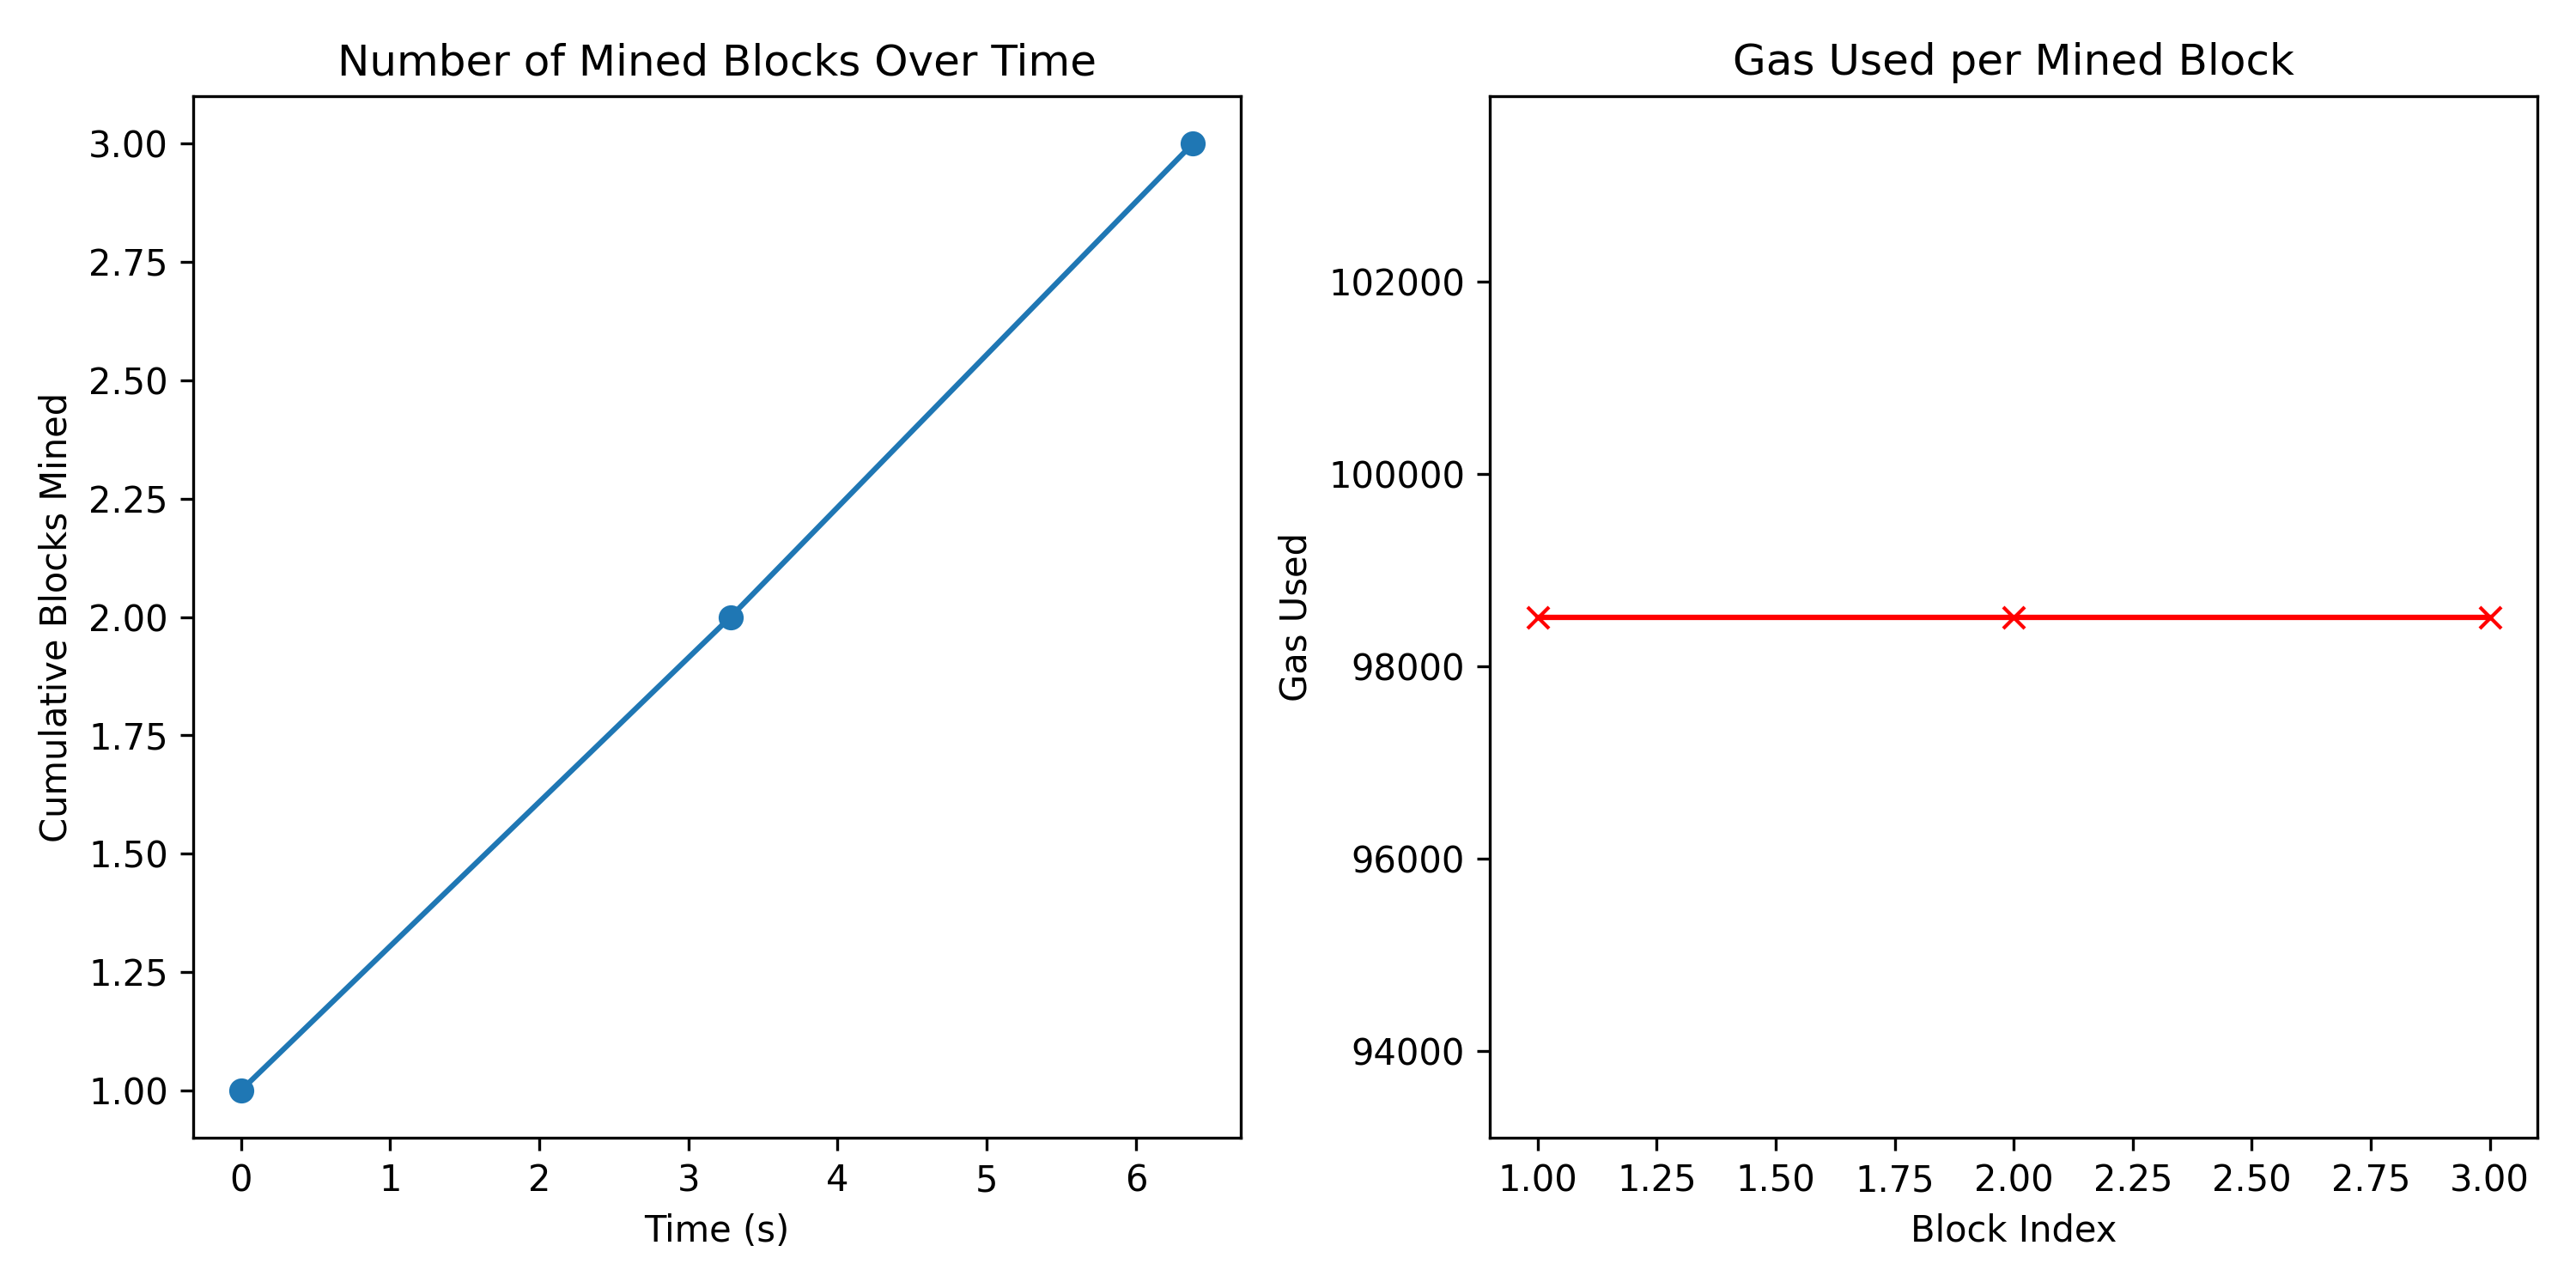 Number of Mined Blocks Over Time
Cumulative Blocks Mined
3.00
2.75
2.50
2.25
2.00
1.75
1.50
1.25
1.00
0 1 2 3 4 5 6
Time (s)
Gas Used per Mined Block
Gas Used
102000
100000
98000
96000
94000
1.00 1.25 1.50 1.75 2.00 2.25 2.50 2.75 3.00
Block Index